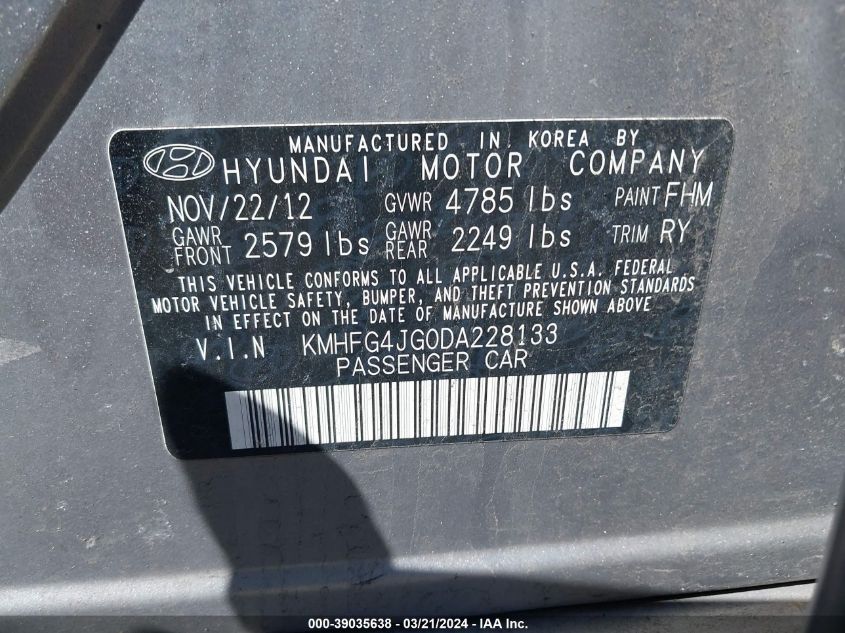 MANUFACTURED IN KOREA BY
HYUNDAI MOTOR COMPANY
NOV/22/12 GVWR 4785 lbs PAINT FHM
GAWR FRONT 2579 lbs GAWR REAR 2249 lbs TRIM RY
THIS VEHICLE CONFORMS TO ALL APPLICABLE U.S.A. FEDERAL
MOTOR VEHICLE SAFETY, BUMPER, AND THEFT PREVENTION STANDARDS
IN EFFECT ON THE DATE OF MANUFACTURE SHOWN ABOVE
V.I.N KMHFG4JG0DA228133
PASSENGER CAR
000-39035638 - 03/21/2024 - IAA Inc.